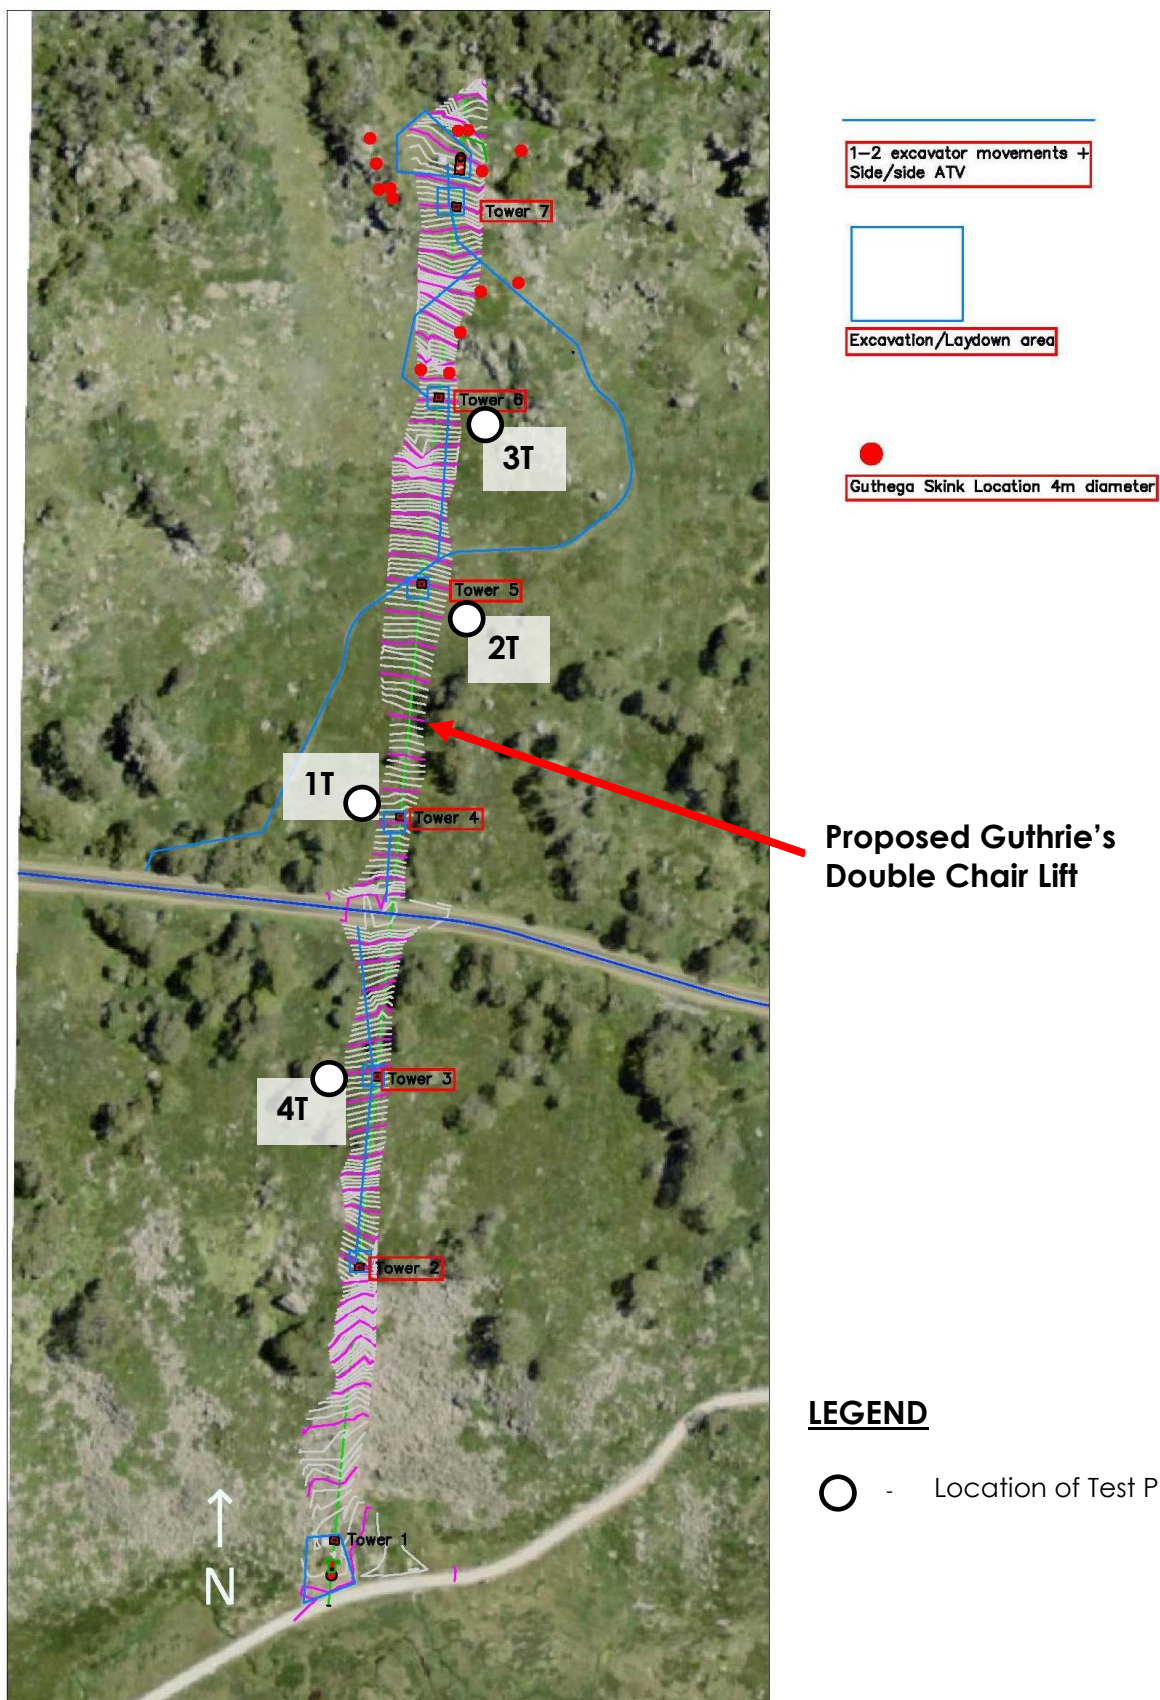 1-2 excavator movements +
Side/side ATV
Tower 7
Excavation/Laydown area
Tower 6
3T
Guthega Skink Location 4m diameter
Tower 5
2T
1T
Tower 4
Proposed Guthrie's
Double Chair Lift
Tower 3
4T
Tower 2
LEGEND
- Location of Test P
N
Tower 1